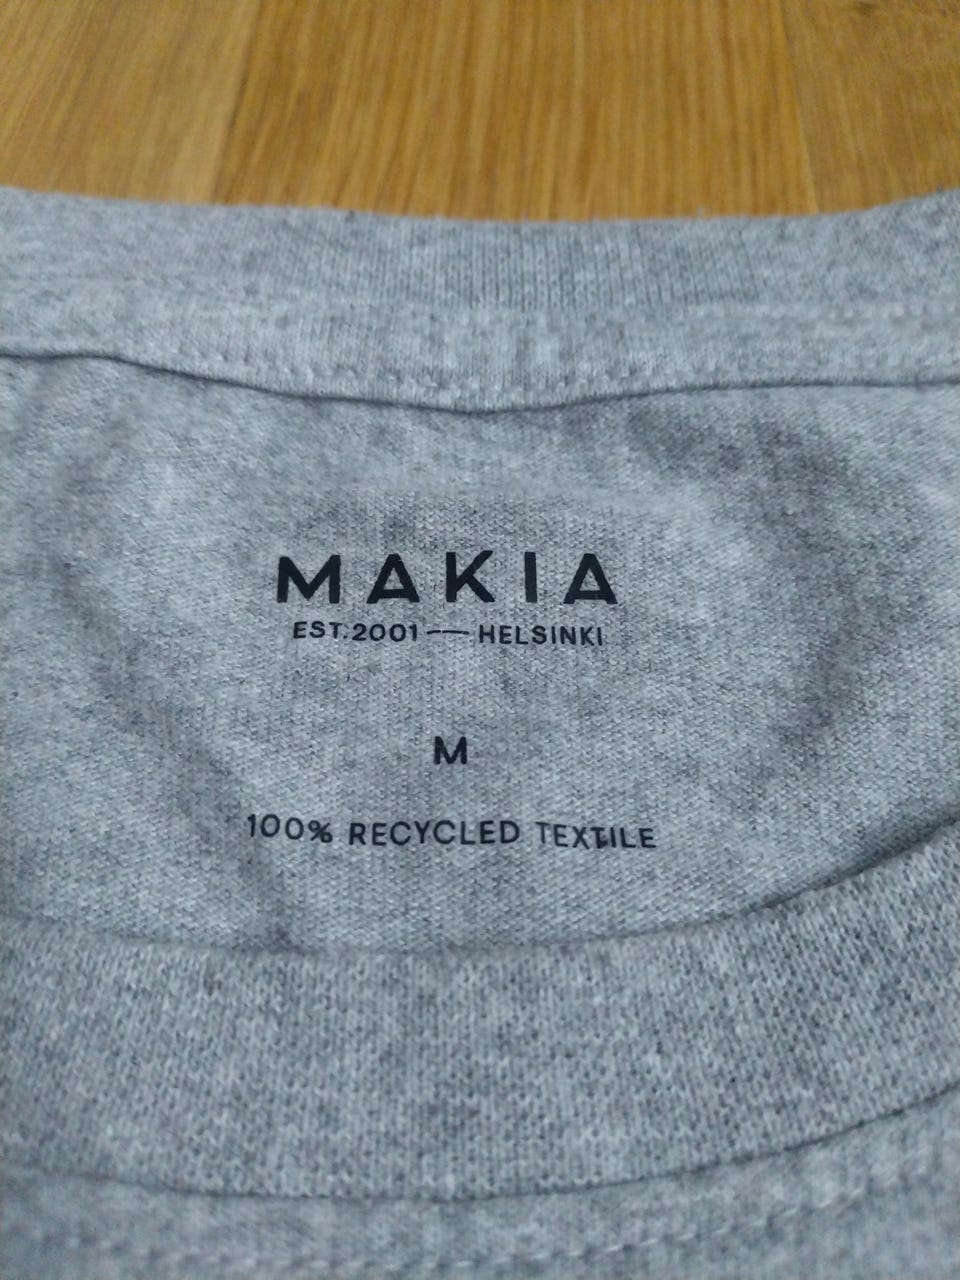 MAKIA
EST. 2001 — HELSINKI
M
100% RECYCLED TEXTILE